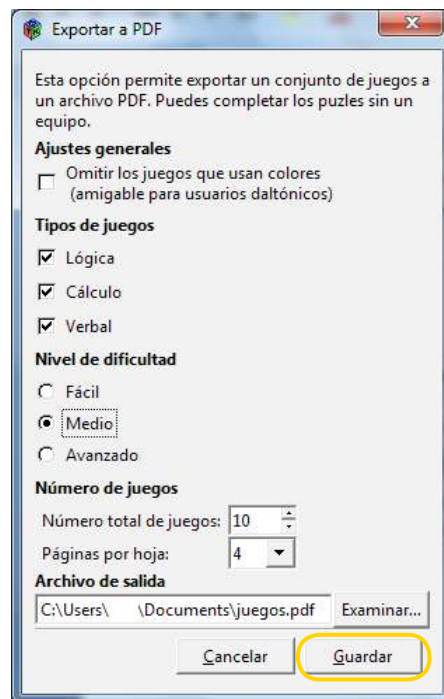 Exportar a PDF
Esta opción permite exportar un conjunto de juegos a
un archivo PDF. Puedes completar los puzles sin un
equipo.
Ajustes generales
Omitir los juegos que usan colores
(amigable para usuarios daltónicos)
Tipos de juegos
Lógica
Cálculo
Verbal
Nivel de dificultad
Fácil
Medio
Avanzado
Número de juegos
Número total de juegos: 10
Páginas por hoja: 4
Archivo de salida
C:\Users\ \Documents\juegos.pdf Examinar...
Cancelar Guardar